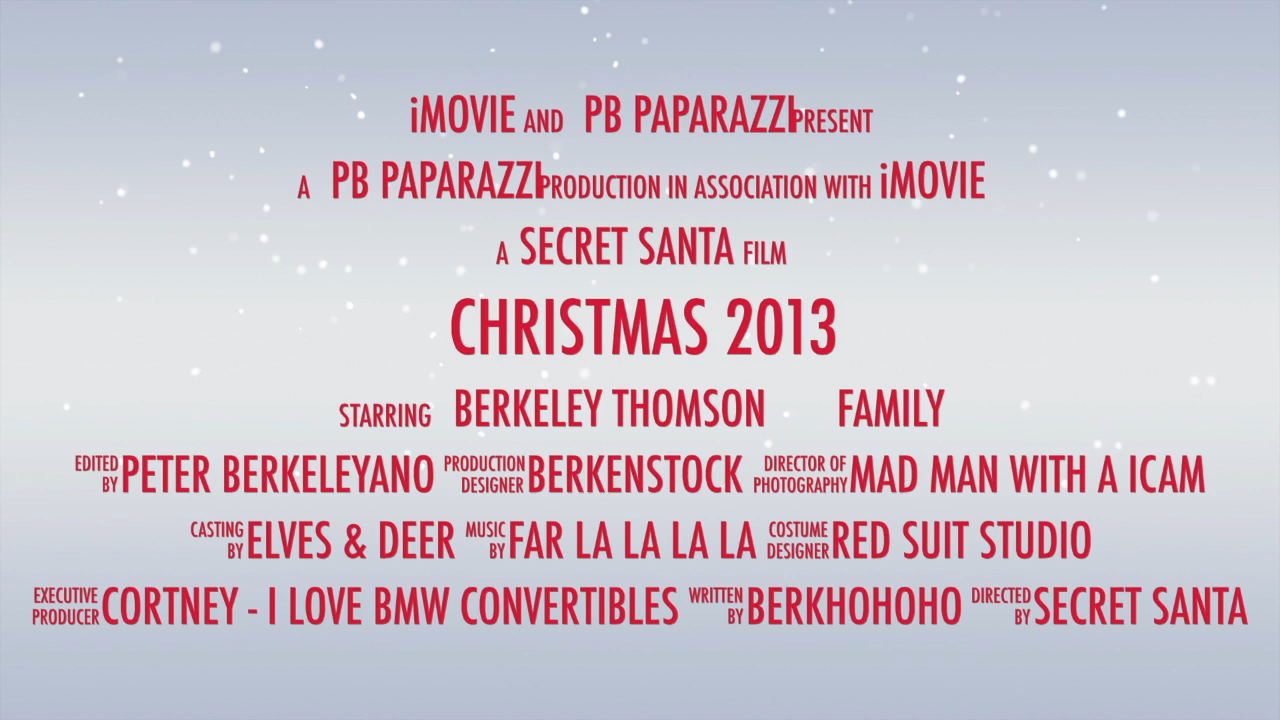 iMOVIE AND PB PAPARAZZI PRESENT
A PB PAPARAZZI PRODUCTION IN ASSOCIATION WITH iMOVIE
A SECRET SANTA FILM
CHRISTMAS 2013
STARRING BERKELEY THOMSON FAMILY
EDITED BY PETER BERKELEYANO PRODUCTION DESIGNER BERKENSTOCK DIRECTOR OF PHOTOGRAPHY MAD MAN WITH A ICAM
CASTING BY ELVES & DEER MUSIC BY FAR LA LA LA LA COSTUME DESIGNER RED SUIT STUDIO
EXECUTIVE PRODUCER CORTNEY - I LOVE BMW CONVERTIBLES WRITTEN BY BERKHOHOHO DIRECTED BY SECRET SANTA